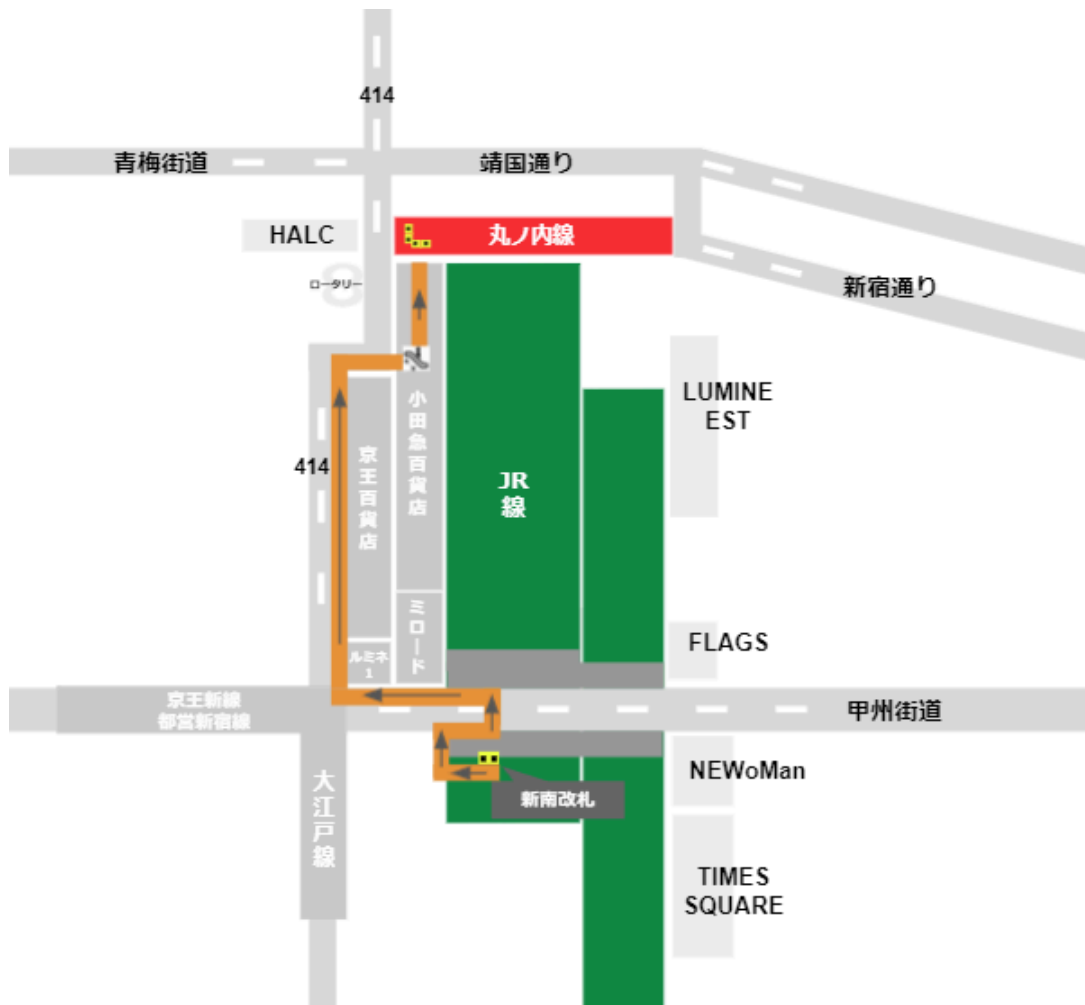 414
青梅街道
靖国通り
HALC
丸ノ内線
ロータリー
新宿通り
LUMINE
EST
小田急百貨店
京王百貨店
JR
線
414
ミロード
ルミネ
1
FLAGS
京王新線
都営新宿線
甲州街道
大江戸線
新南改札
NEWoMan
TIMES
SQUARE